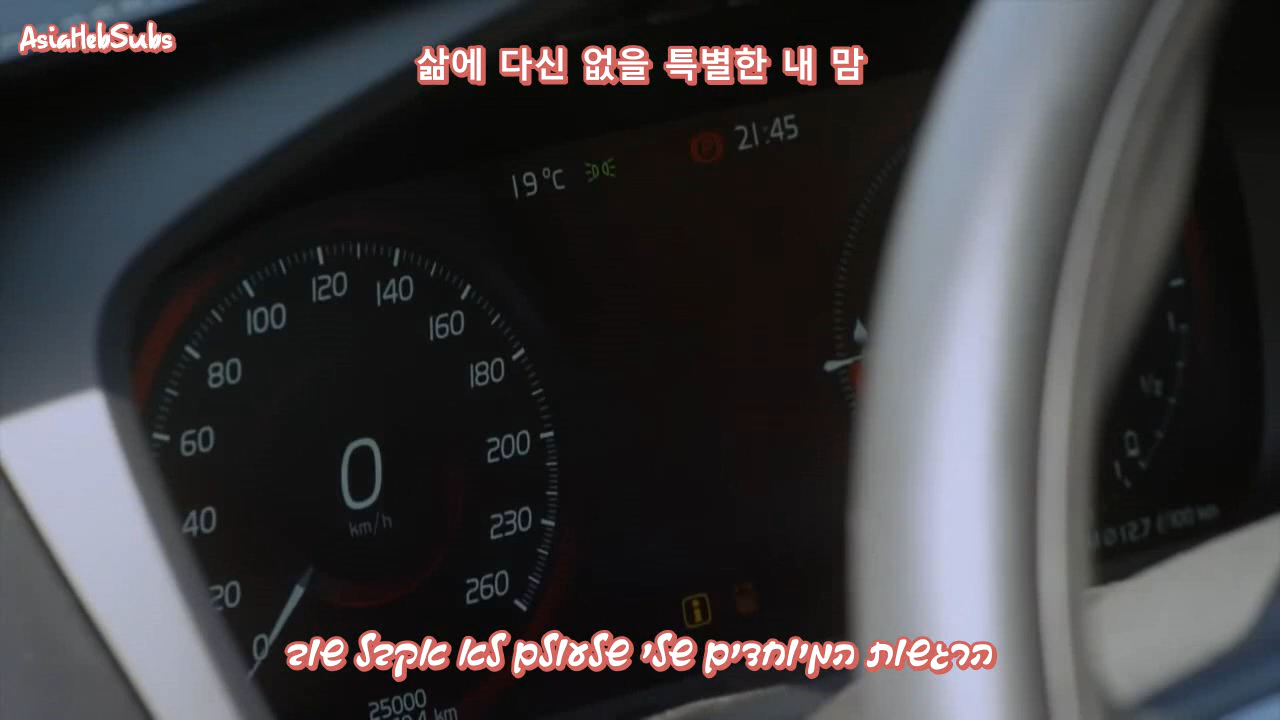 AsiaHebSubs
삶에 다신 없을 특별한 내 맘
19°C 21:45
120 140
100 160
80 180
60 200
0
km/h
40 230
20 260
0
הרגשות המיוחדים שלי שלעולם לא אקבל שוב
25000
km